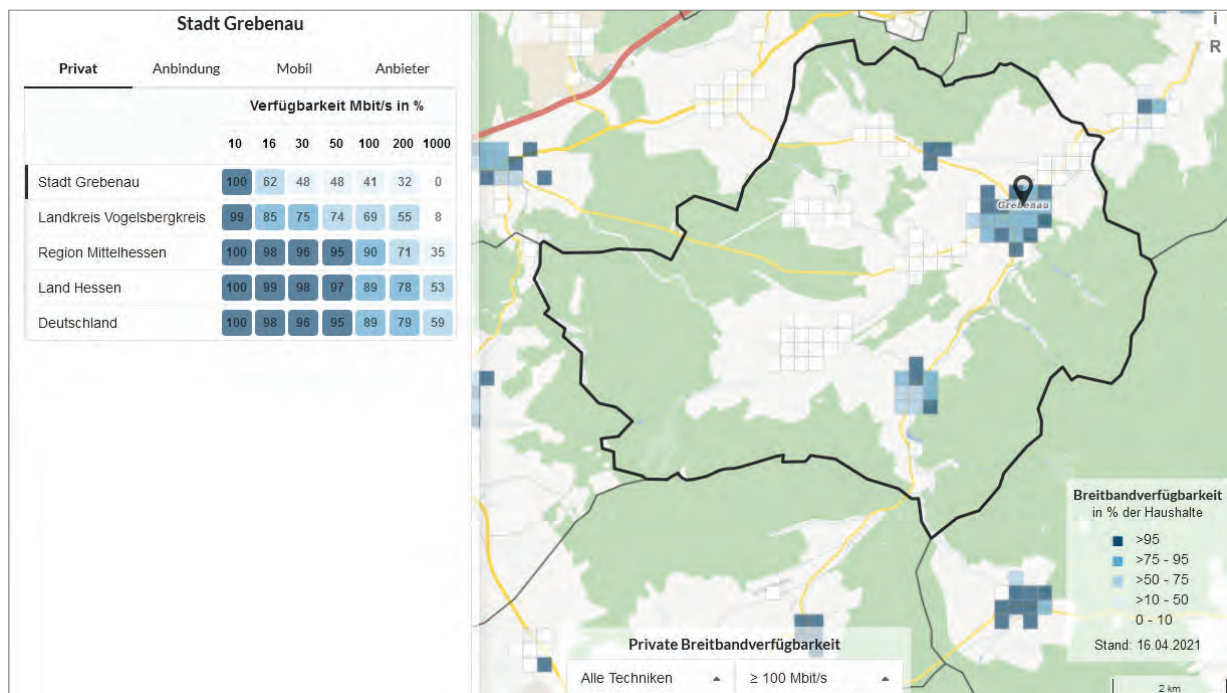 Stadt Grebenau
Privat Anbindung Mobil Anbieter
Verfügbarkeit Mbit/s in %
10 16 30 50 100 200 1000
Stadt Grebenau 100 62 48 48 41 32 0
Landkreis Vogelsbergkreis 99 85 75 74 69 55 8
Region Mittelhessen 100 98 96 95 90 71 35
Land Hessen 100 99 98 97 89 78 53
Deutschland 100 98 96 95 89 79 59
i
R
Grebenau
Breitbandverfügbarkeit
in % der Haushalte
>95
>75 - 95
>50 - 75
>10 - 50
0 - 10
Stand: 16.04.2021
Private Breitbandverfügbarkeit
Alle Techniken ≥ 100 Mbit/s
2 km